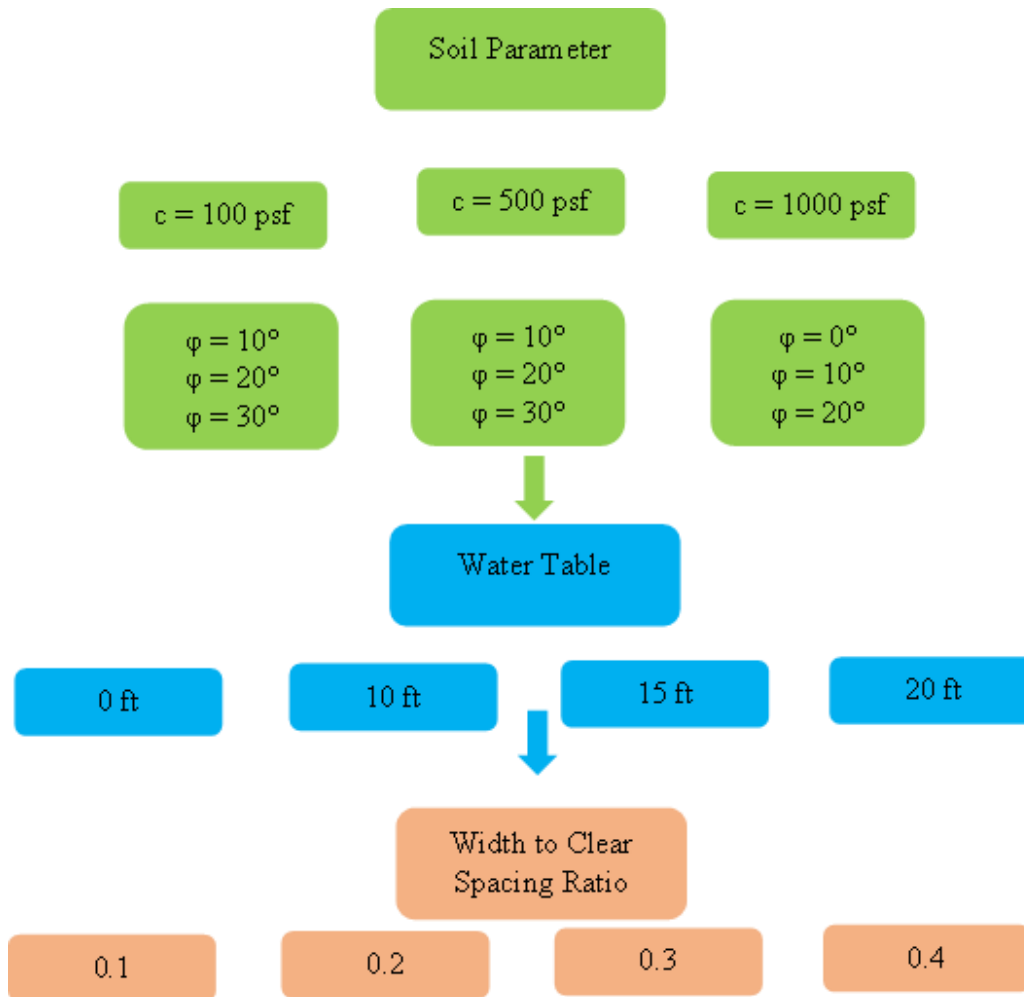 Soil Parameter
c = 100 psf
c = 500 psf
c = 1000 psf
φ = 10°
φ = 20°
φ = 30°
φ = 10°
φ = 20°
φ = 30°
φ = 0°
φ = 10°
φ = 20°
Water Table
0 ft
10 ft
15 ft
20 ft
Width to Clear
Spacing Ratio
0.1
0.2
0.3
0.4